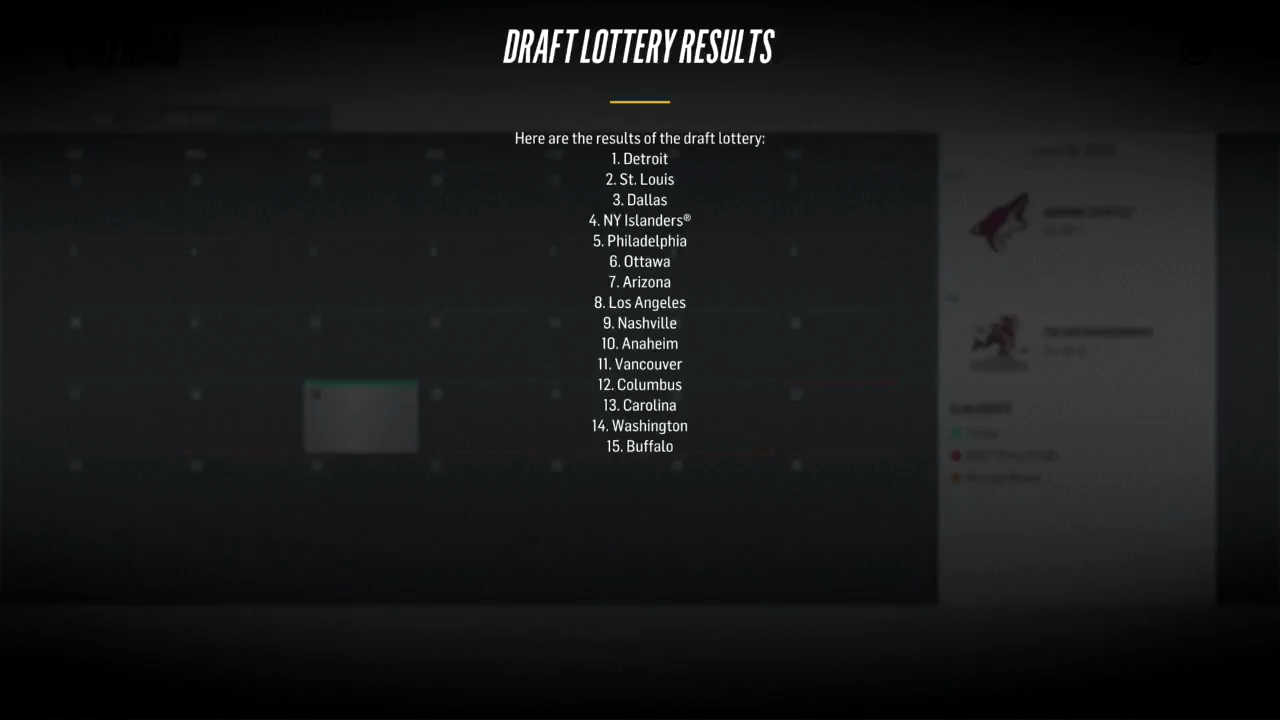 DRAFT LOTTERY RESULTS
Here are the results of the draft lottery:
1. Detroit
2. St. Louis
3. Dallas
4. NY Islanders®
5. Philadelphia
6. Ottawa
7. Arizona
8. Los Angeles
9. Nashville
10. Anaheim
11. Vancouver
12. Columbus
13. Carolina
14. Washington
15. Buffalo